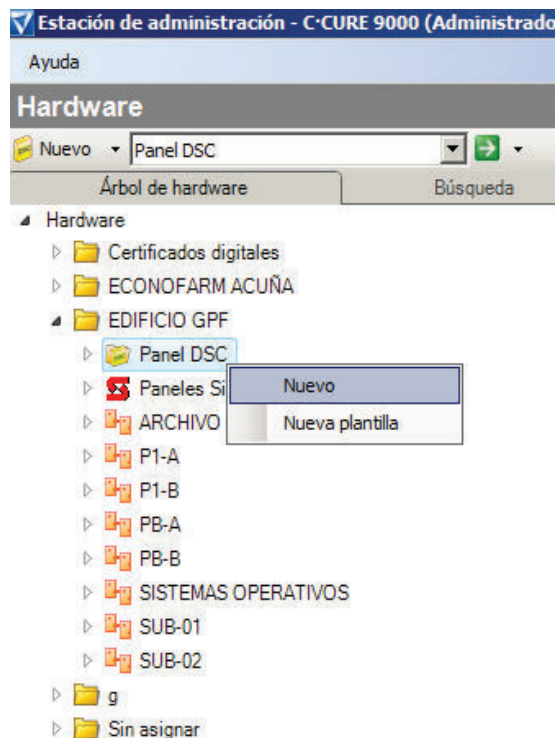 Estación de administración - C·CURE 9000 (Administrado
Ayuda
Hardware
Nuevo Panel DSC
Árbol de hardware Búsqueda
Hardware
Certificados digitales
ECONOFARM ACUÑA
EDIFICIO GPF
Panel DSC
Nuevo
Paneles Si
Nueva plantilla
ARCHIVO
P1-A
P1-B
PB-A
PB-B
SISTEMAS OPERATIVOS
SUB-01
SUB-02
g
Sin asignar